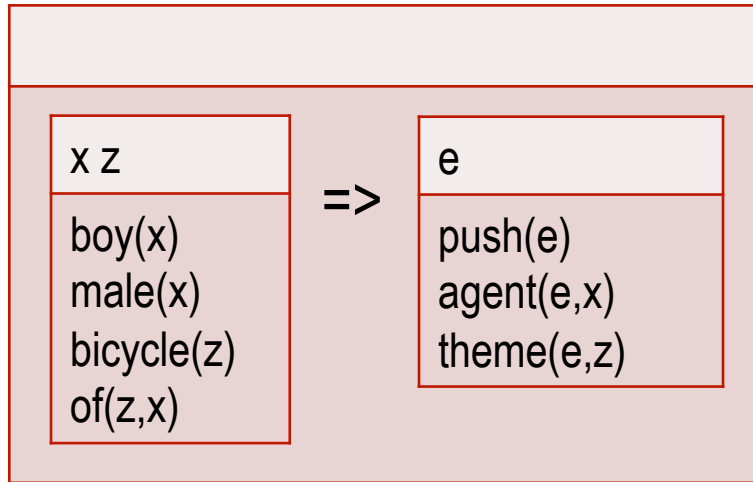 x z
boy(x)
male(x)
bicycle(z)
of(z,x)
=>
e
push(e)
agent(e,x)
theme(e,z)